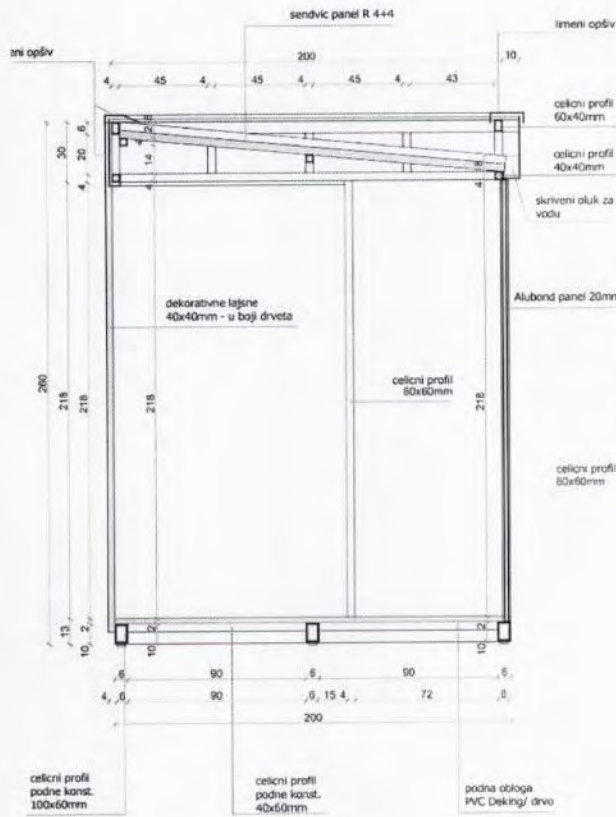 sendvic panel R 4+4
limeni opšiv
eni opšiv
200
10
4
45
4
45
4
45
4
43
celicni profil
60x40mm
celicni profil
40x40mm
skriveni oluk za
vodu
6
20
4
30
14
4
4
dekorativne lajsne
40x40mm - u boji drveta
Alubond panel 20mm
celicni profil
60x60mm
celicni profil
60x60mm
260
218
218
218
218
13
10
2
10
2
10
2
6
90
6
90
6
4
6
90
6
15
4
72
6
200
celicni profil
podne konst.
100x60mm
celicni profil
podne konst.
40x60mm
podna obloga
PVC Deking/ drvo